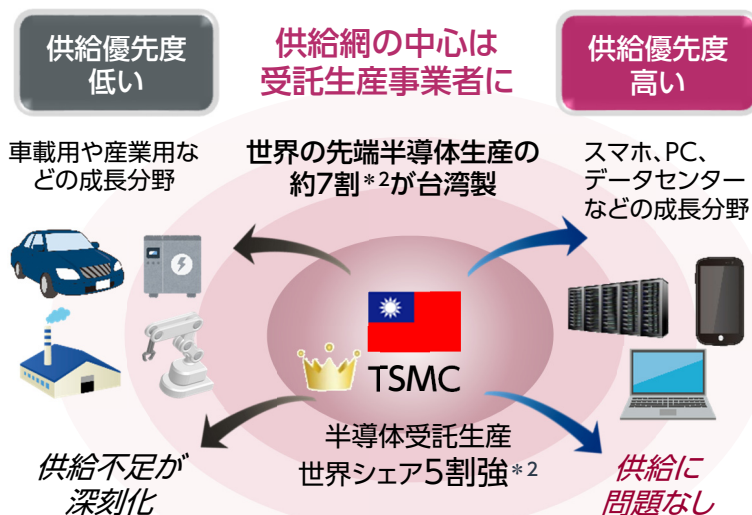 供給優先度
低い
供給網の中心は
受託生産事業者に
供給優先度
高い
車載用や産業用な
どの成長分野
世界の先端半導体生産の
約7割*2が台湾製
スマホ、PC、
データセンター
などの成長分野
TSMC
半導体受託生産
世界シェア5割強*2
供給不足が
深刻化
供給に
問題なし